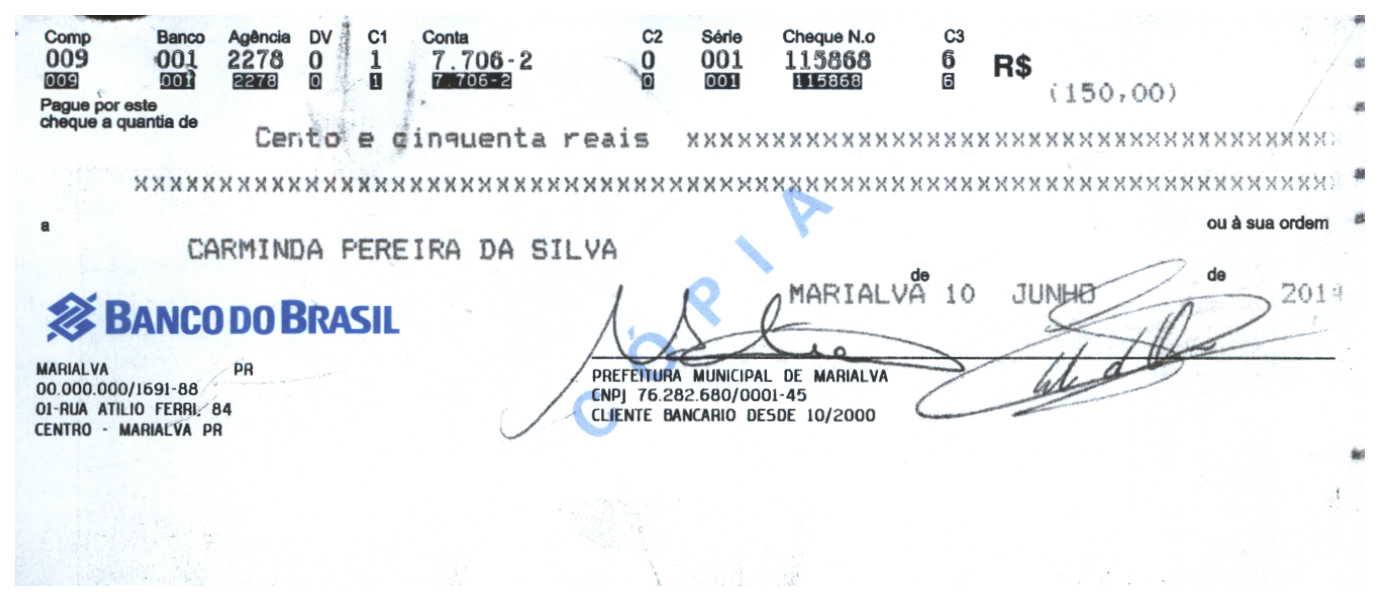 Comp Banco Agência DV C1 Conta C2 Série Cheque N.o C3
009 001 2278 0 1 7.706-2 0 001 115868 6 R$
009 001 2278 0 1 7.706-2 0 001 115868 6
(150,00)
Pague por este
cheque a quantia de
Cento e cinquenta reais xxxxxxxxxxxxxxxxxxxxxxxxxxxxxxxxxxxxxx
xxxxxxxxxxxxxxxxxxxxxxxxxxxxxxxxxxxxxxxxxxxxxxxxxxxxxxxxxxxxxxxxxxxxx
a ou à sua ordem
CARMINDA PEREIRA DA SILVA
de de
MARIALVA 10 JUNHO
BANCO DO BRASIL
CÓPIA
MARIALVA PR
00.000.000/1691-88
01-RUA ATILIO FERRI, 84
CENTRO - MARIALVA PR
PREFEITURA MUNICIPAL DE MARIALVA
CNPJ 76.282.680/0001-45
CLIENTE BANCARIO DESDE 10/2000